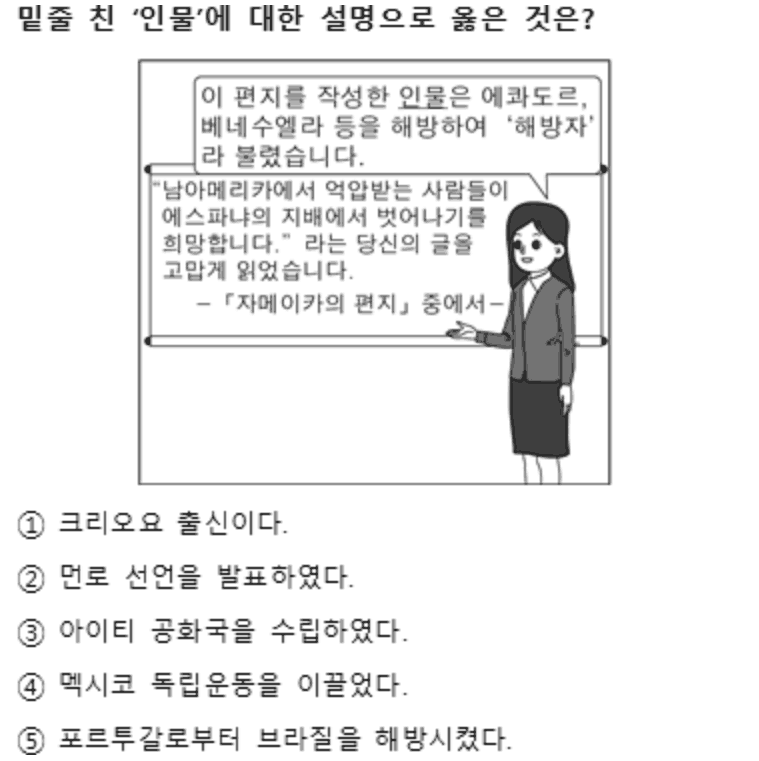 밑줄 친 ‘인물’에 대한 설명으로 옳은 것은?
이 편지를 작성한 인물은 에콰도르,
베네수엘라 등을 해방하여 ‘해방자’
라 불렸습니다.
“남아메리카에서 억압받는 사람들이
에스파냐의 지배에서 벗어나기를
희망합니다.” 라는 당신의 글을
고맙게 읽었습니다.
－「자메이카의 편지」중에서－
① 크리오요 출신이다.
② 먼로 선언을 발표하였다.
③ 아이티 공화국을 수립하였다.
④ 멕시코 독립운동을 이끌었다.
⑤ 포르투갈로부터 브라질을 해방시켰다.